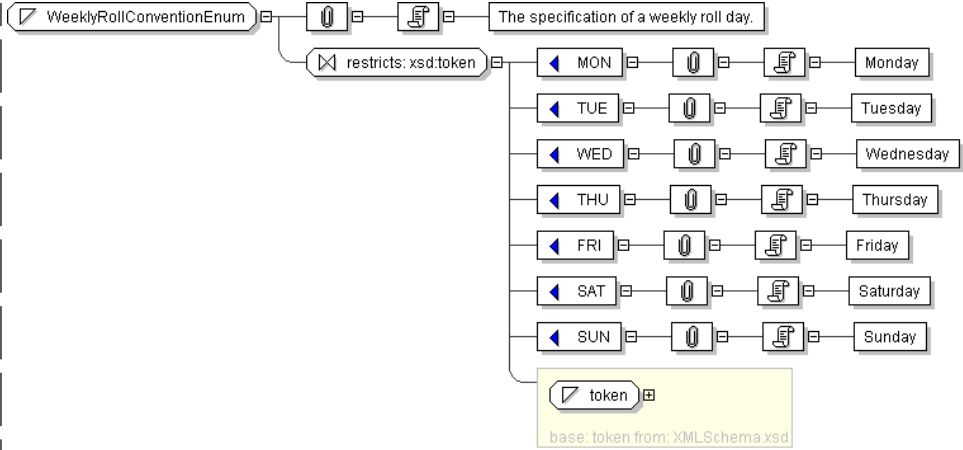 WeeklyRollConventionEnum
The specification of a weekly roll day.
restricts: xsd:token
MON Monday
TUE Tuesday
WED Wednesday
THU Thursday
FRI Friday
SAT Saturday
SUN Sunday
token
base: token from: XMLSchema.xsd